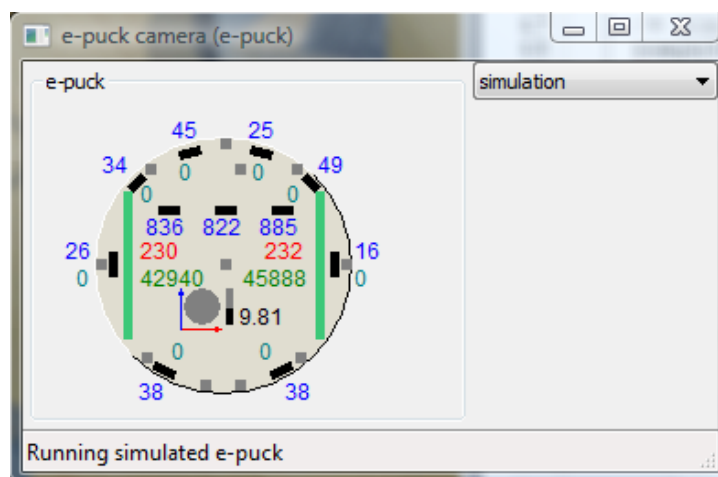 e-puck camera (e-puck)
e-puck
simulation
45 25
34 0 0 49
0 0
836 822 885
26 230 232 16
0 42940 45888 0
9.81
0 0
38 38
Running simulated e-puck